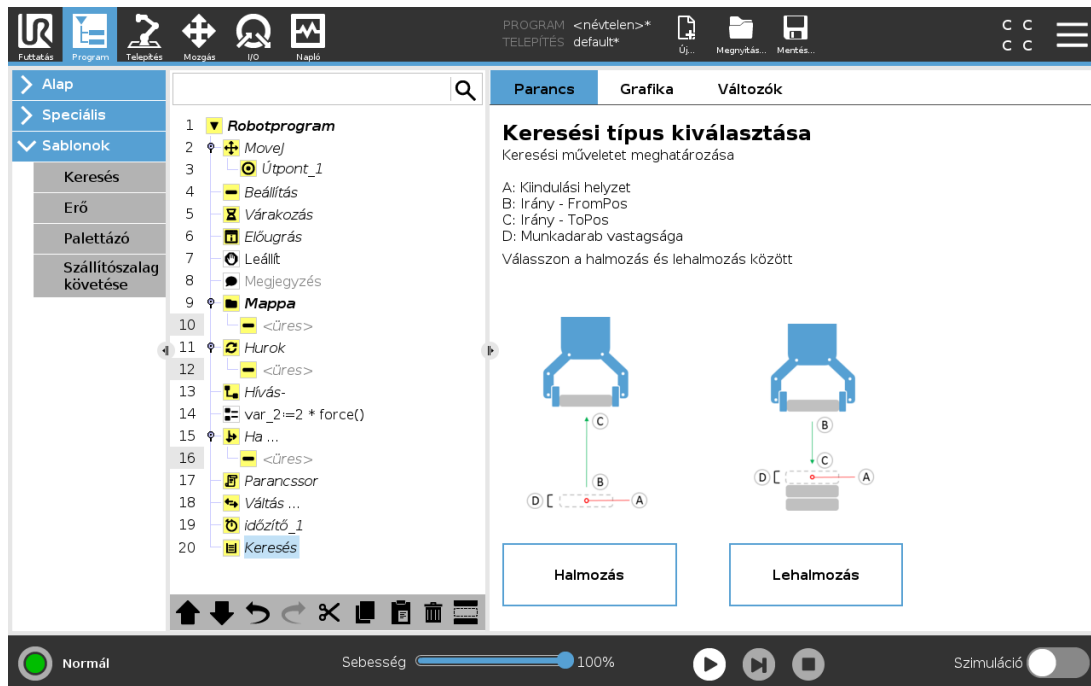 PROGRAM <névtelen>*
TELEPÍTÉS default*
Futtatás
Program
Telepítés
Mozgás
I/O
Napló
Új...
Megnyitás...
Mentés...
C C
C C
Alap
Speciális
Sablonok
Keresés
Erő
Palettázó
Szállítószalag
követése
1 Robotprogram
2 MoveJ
3 Útpont_1
4 Beállítás
5 Várakozás
6 Előugrás
7 Leállít
8 Megjegyzés
9 Mappa
10 <üres>
11 Hurok
12 <üres>
13 Hívás-
14 var_2:=2 * force()
15 Ha ...
16 <üres>
17 Parancssor
18 Váltás ...
19 időzítő_1
20 Keresés
Parancs Grafika Változók
Keresési típus kiválasztása
Keresési műveletet meghatározása
A: Kiindulási helyzet
B: Irány - FromPos
C: Irány - ToPos
D: Munkadarab vastagsága
Válasszon a halmozás és lehalmozás között
C
B
D
A
B
C
D
A
Halmozás
Lehalmozás
Normál
Sebesség
100%
Szimuláció